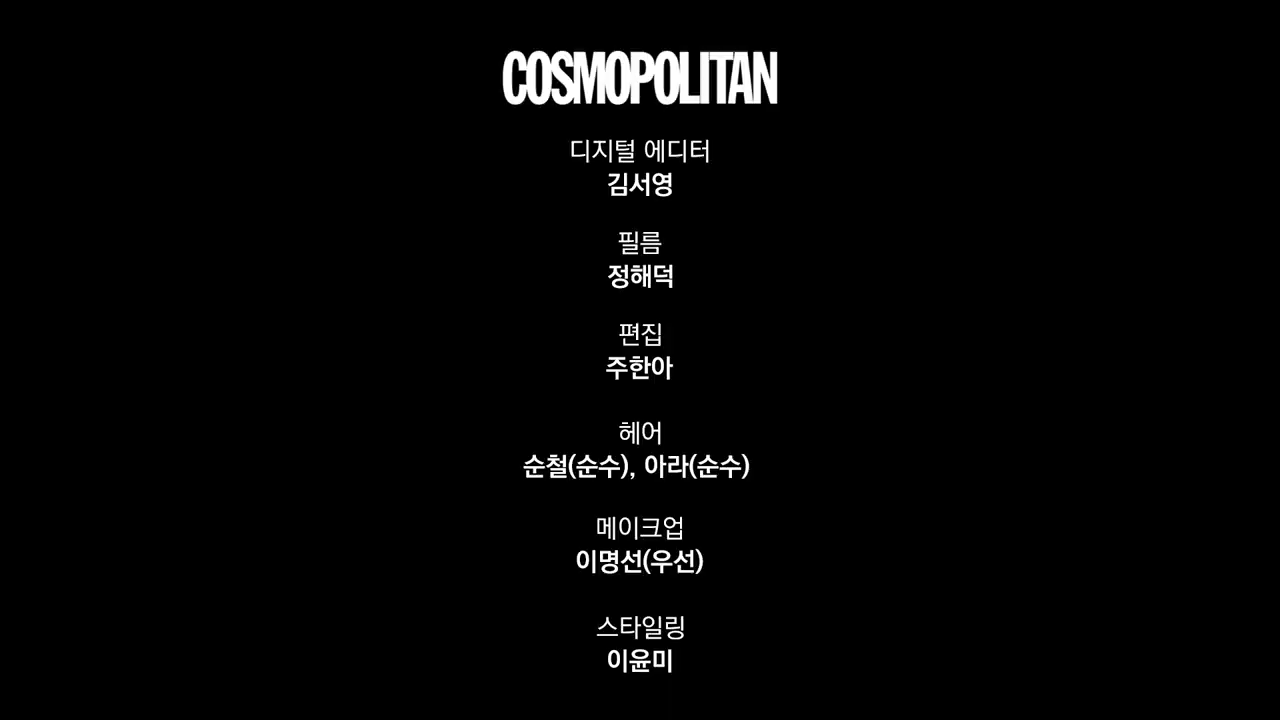 COSMOPOLITAN
디지털 에디터
김서영
필름
정해덕
편집
주한아
헤어
순철(순수), 아라(순수)
메이크업
이명선(우선)
스타일링
이윤미